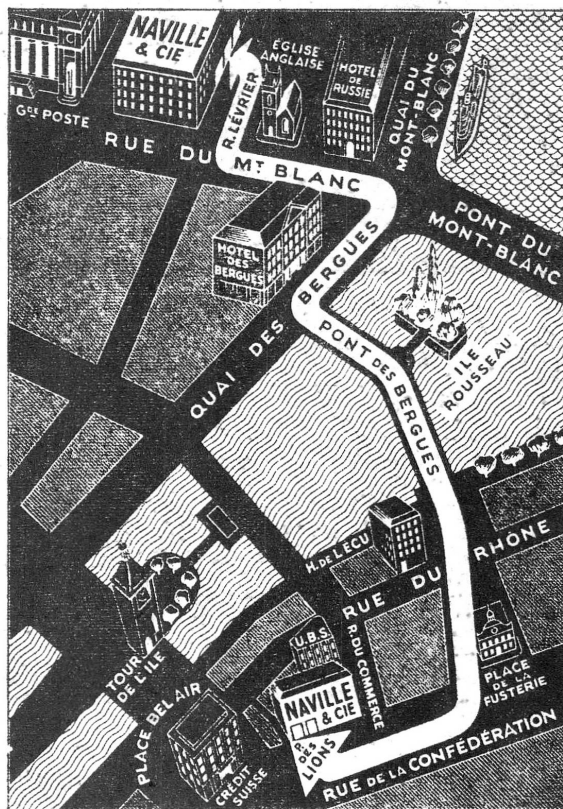 NAVILLE
& CIE
ÉGLISE
ANGLAISE
HOTEL
DE
RUSSIE
QUAI DU
MONT-BLANC
GDE POSTE
R. LÉVRIER
RUE DU MT BLANC
PONT DU
MONT-BLANC
HOTEL
DES
BERGUES
QUAI DES BERGUES
PONT DES BERGUES
ILE
ROUSSEAU
H. DE L'ECU
RUE DU RHÔNE
TOUR
DE L'ILE
PLACE BEL AIR
U.B.S.
R. DU COMMERCE
NAVILLE
& CIE
PLACE
DE LA
FUSTERIE
P. DES
LIONS
CRÉDIT
SUISSE
RUE DE LA CONFÉDÉRATION